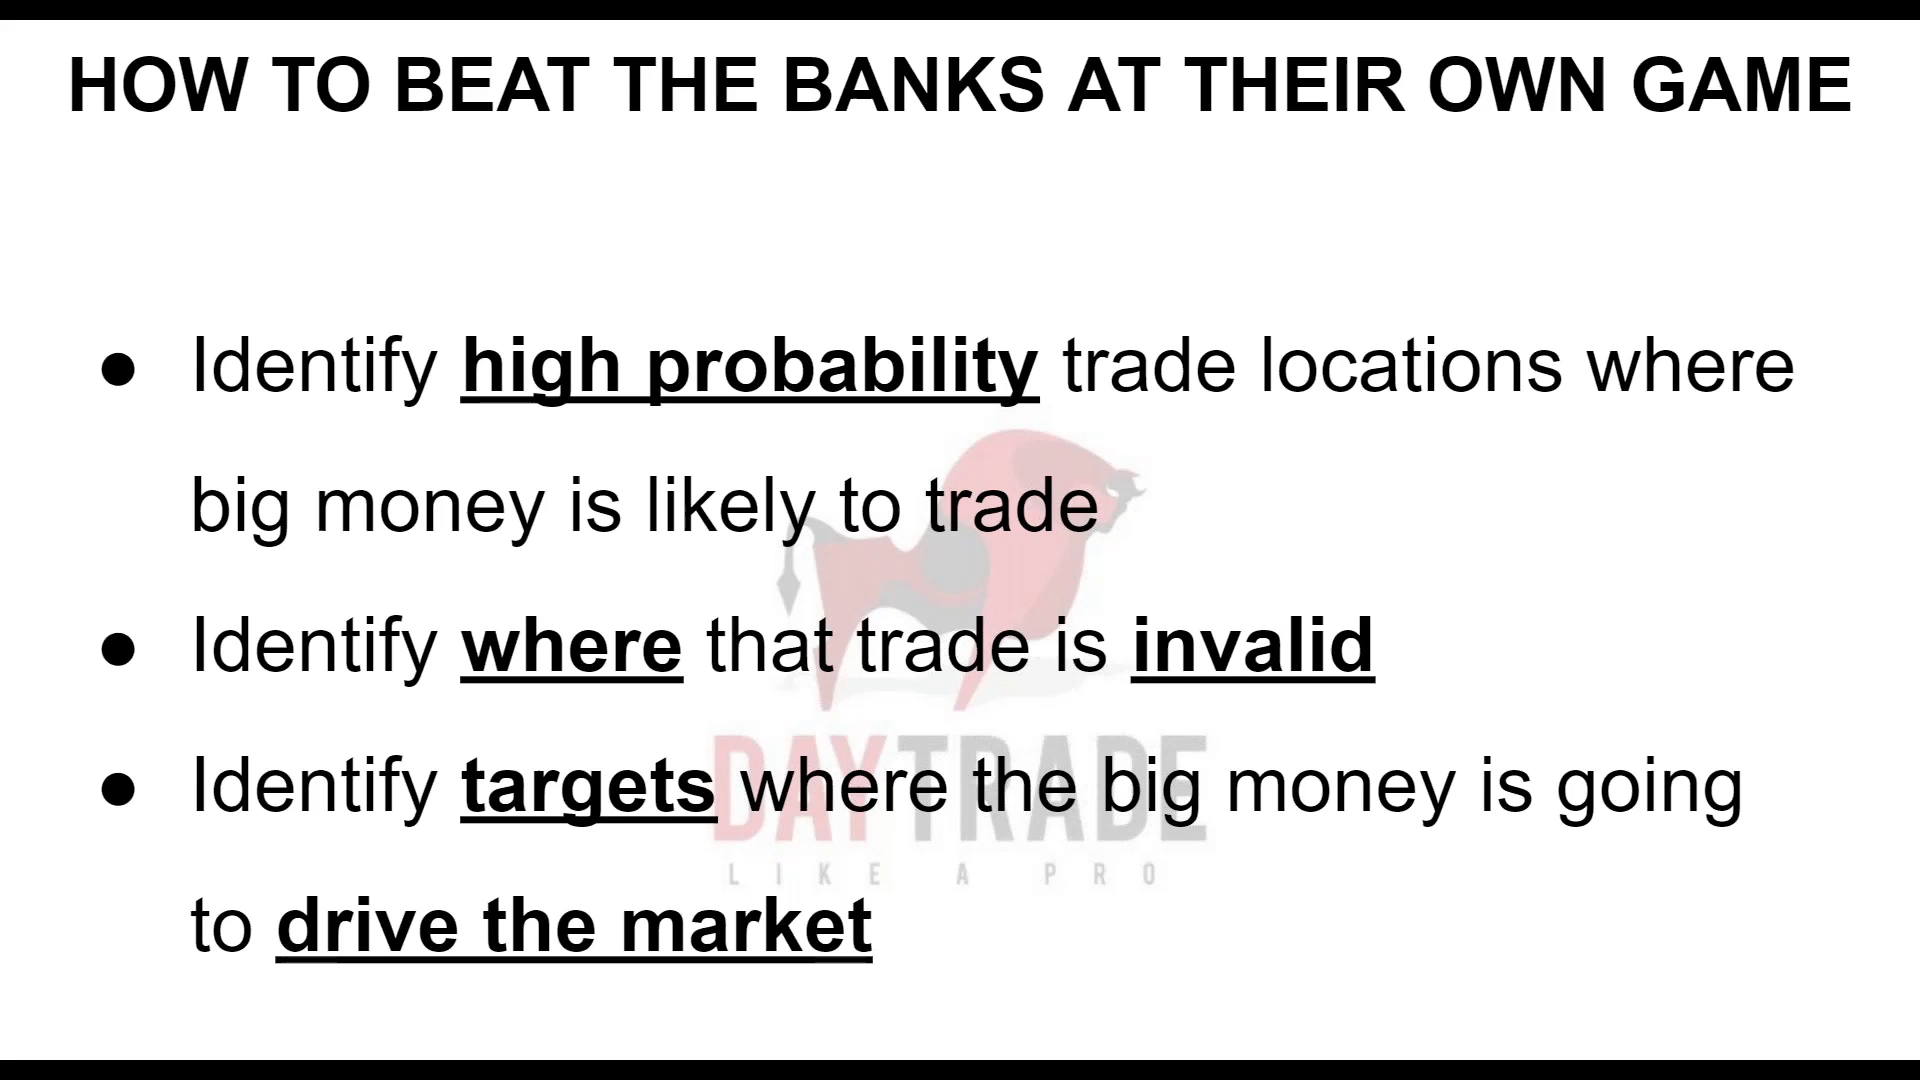 HOW TO BEAT THE BANKS AT THEIR OWN GAME
● Identify high probability trade locations where
big money is likely to trade
● Identify where that trade is invalid
● Identify targets where the big money is going
to drive the market
DAYTRADE
LIKE A PRO